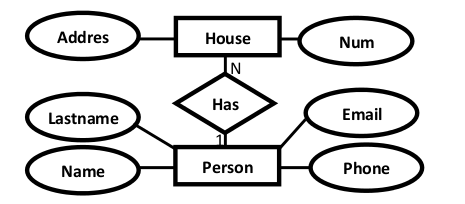 Addres
House
Num
N
Has
Lastname
Email
1
Name
Person
Phone